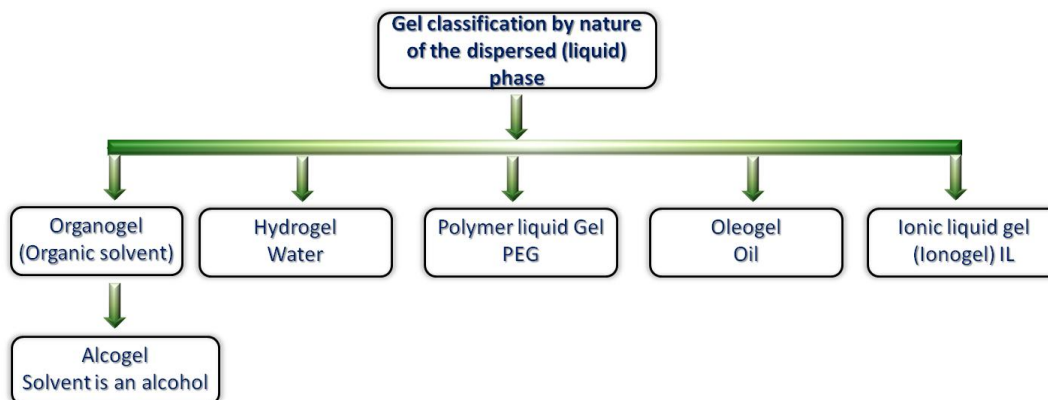 Gel classification by nature
of the dispersed (liquid)
phase
Organogel
(Organic solvent)
Hydrogel
Water
Polymer liquid Gel
PEG
Oleogel
Oil
Ionic liquid gel
(Ionogel) IL
Alcogel
Solvent is an alcohol